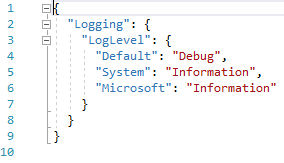 1 {
2   "Logging": {
3     "LogLevel": {
4       "Default": "Debug",
5       "System": "Information",
6       "Microsoft": "Information"
7     }
8   }
9 }
10